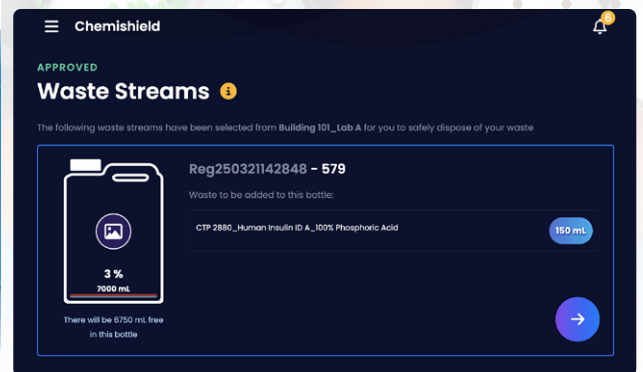 Chemishield
6
APPROVED
Waste Streams
The following waste streams have been selected from Building 101_Lab A for you to safely dispose of your waste
Reg250321142848 - 579
Waste to be added to this bottle:
CTP 2880_Human Insulin ID A_100% Phosphoric Acid
150 mL
3 %
7000 mL
There will be 6750 mL free
in this bottle